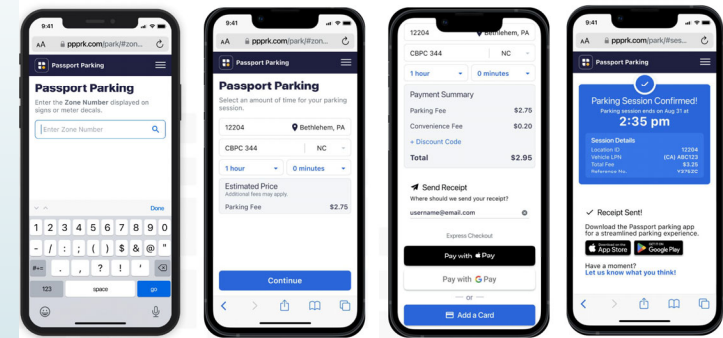 9:41
AA ppprk.com/park/#zon...
Passport Parking
Passport Parking
Enter the Zone Number displayed on
signs or meter decals.
Enter Zone Number
Done
1 2 3 4 5 6 7 8 9 0
- / : ; ( ) $ & @ "
#+= . , ? ! '
123 space go
9:41
AA ppprk.com/park/#zon...
Passport Parking
Passport Parking
Select an amount of time for your parking
session.
12204 Bethlehem, PA
CBPC 344 NC
1 hour 0 minutes
Estimated Price
Additional fees may apply.
Parking Fee $2.75
Continue
12204 Bethlehem, PA
CBPC 344 NC
1 hour 0 minutes
Payment Summary
Parking Fee $2.75
Convenience Fee $0.20
+ Discount Code
Total $2.95
Send Receipt
Where should we send your receipt?
username@email.com
Express Checkout
Pay with Pay
Pay with G Pay
or
Add a Card
9:41
AA ppprk.com/park/#ses...
Passport Parking
Parking Session Confirmed!
Parking session ends on Aug 31 at
2:35 pm
Session Details
Location ID 12204
Vehicle LPN (CA) ABC123
Total Fee $3.25
Reference No.
Receipt Sent!
Download the Passport parking app
for a streamlined parking experience.
Download on the App Store
GET IT ON Google Play
Have a moment?
Let us know what you think!